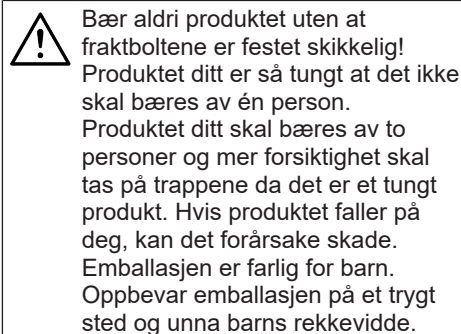 Bær aldri produktet uten at
fraktboltene er festet skikkelig!
Produktet ditt er så tungt at det ikke
skal bæres av én person.
Produktet ditt skal bæres av to
personer og mer forsiktighet skal
tas på trappene da det er et tungt
produkt. Hvis produktet faller på
deg, kan det forårsake skade.
Emballasjen er farlig for barn.
Oppbevar emballasjen på et trygt
sted og unna barns rekkevidde.